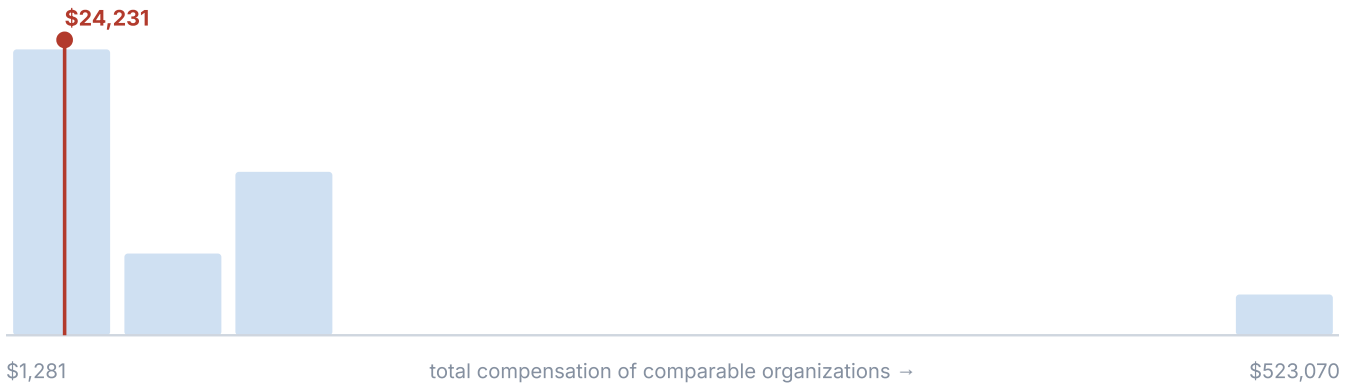 $24,231
$1,281
total compensation of comparable organizations →
$523,070